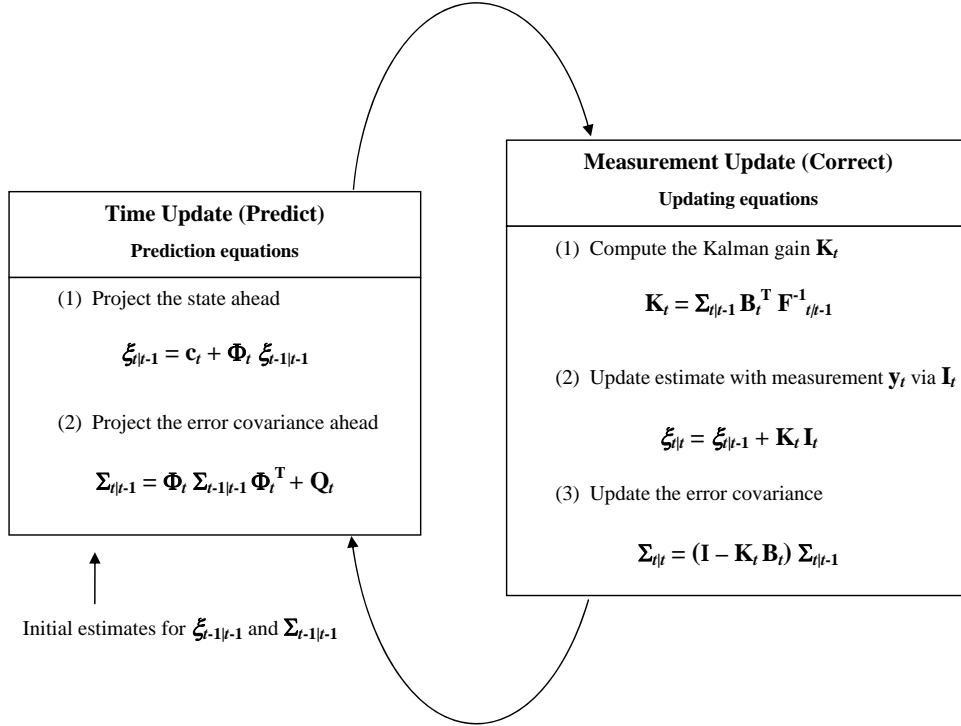 Time Update (Predict)
Prediction equations
(1) Project the state ahead
ξt|t-1 = ct + Φt ξt-1|t-1
(2) Project the error covariance ahead
Σt|t-1 = Φt Σt-1|t-1 Φt^T + Qt
Initial estimates for ξt-1|t-1 and Σt-1|t-1
Measurement Update (Correct)
Updating equations
(1) Compute the Kalman gain Kt
Kt = Σt|t-1 Bt^T F^-1 t/t-1
(2) Update estimate with measurement yt via It
ξt|t = ξt|t-1 + Kt It
(3) Update the error covariance
Σt|t = (I – Kt Bt) Σt|t-1